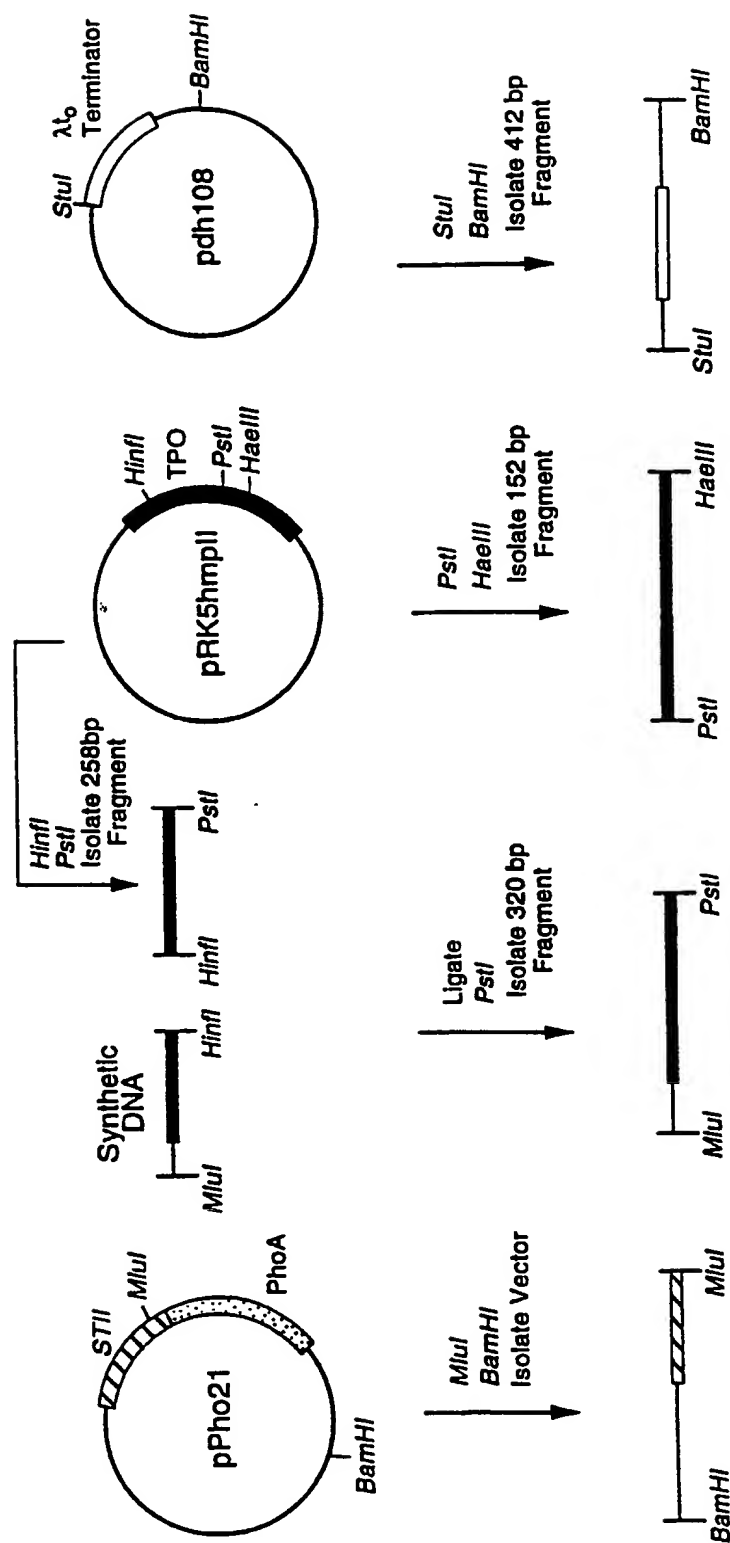 STII
MluI
pPho21
PhoA
BamHI
MluI
BamHI
Isolate Vector
BamHI
MluI
Synthetic
DNA
MluI
HinfI
HinfI
PstI
Isolate 258bp
Fragment
HinfI
PstI
Ligate
PstI
Isolate 320 bp
Fragment
MluI
PstI
HinfI
TPO
PstI
HaeIII
pRK5hmplI
PstI
HaeIII
Isolate 152 bp
Fragment
PstI
HaeIII
StuI
λto
Terminator
BamHI
pdh108
StuI
BamHI
Isolate 412 bp
Fragment
StuI
BamHI